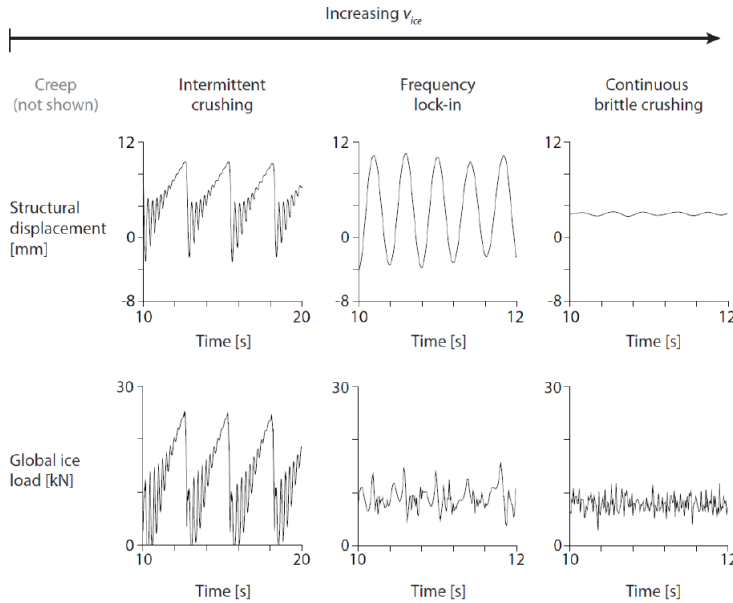 Increasing v_ice
Creep
(not shown)
Intermittent
crushing
Frequency
lock-in
Continuous
brittle crushing
Structural
displacement
[mm]
12
0
-8
10
20
Time [s]
12
0
-8
10
12
Time [s]
12
0
-8
10
12
Time [s]
Global ice
load [kN]
30
0
10
20
Time [s]
30
0
10
12
Time [s]
30
0
10
12
Time [s]